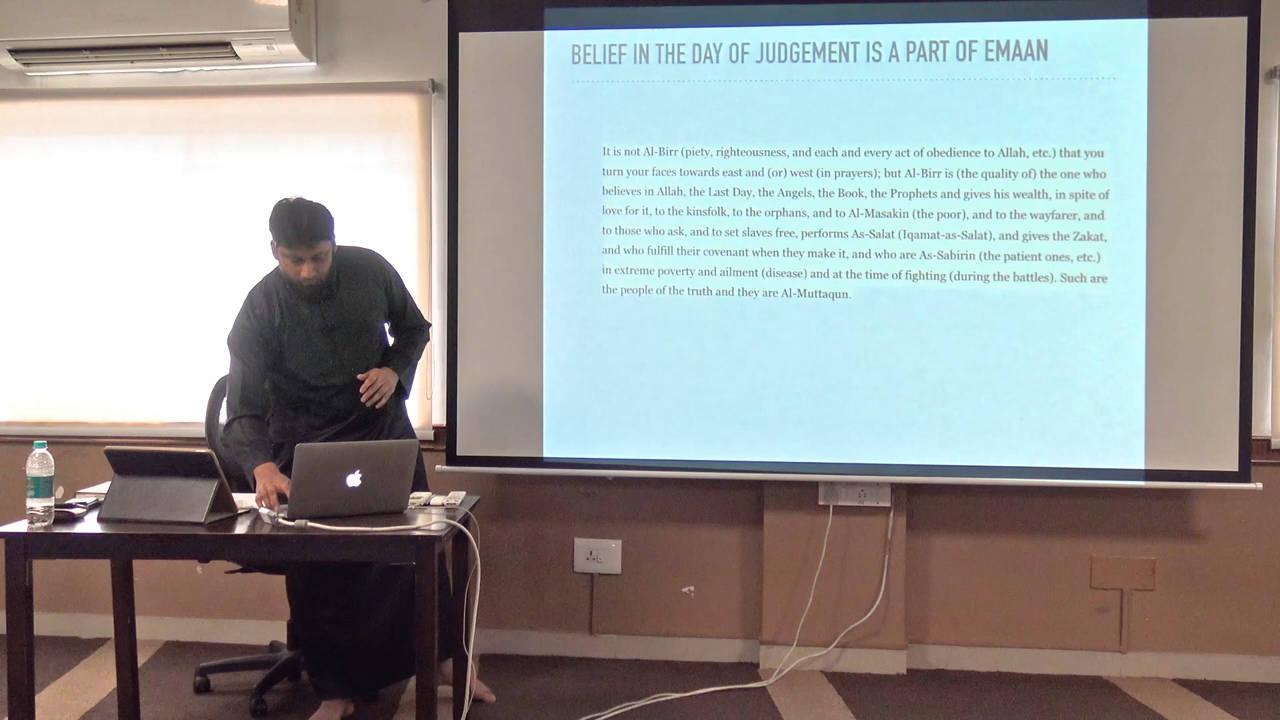 BELIEF IN THE DAY OF JUDGEMENT IS A PART OF EMAAN
It is not Al-Birr (piety, righteousness, and each and every act of obedience to Allah, etc.) that you
turn your faces towards east and (or) west (in prayers); but Al-Birr is (the quality of) the one who
believes in Allah, the Last Day, the Angels, the Book, the Prophets and gives his wealth, in spite of
love for it, to the kinsfolk, to the orphans, and to Al-Masakin (the poor), and to the wayfarer, and
to those who ask, and to set slaves free, performs As-Salat (Iqamat-as-Salat), and gives the Zakat,
and who fulfill their covenant when they make it, and who are As-Sabirin (the patient ones, etc.)
in extreme poverty and ailment (disease) and at the time of fighting (during the battles). Such are
the people of the truth and they are Al-Muttaqun.